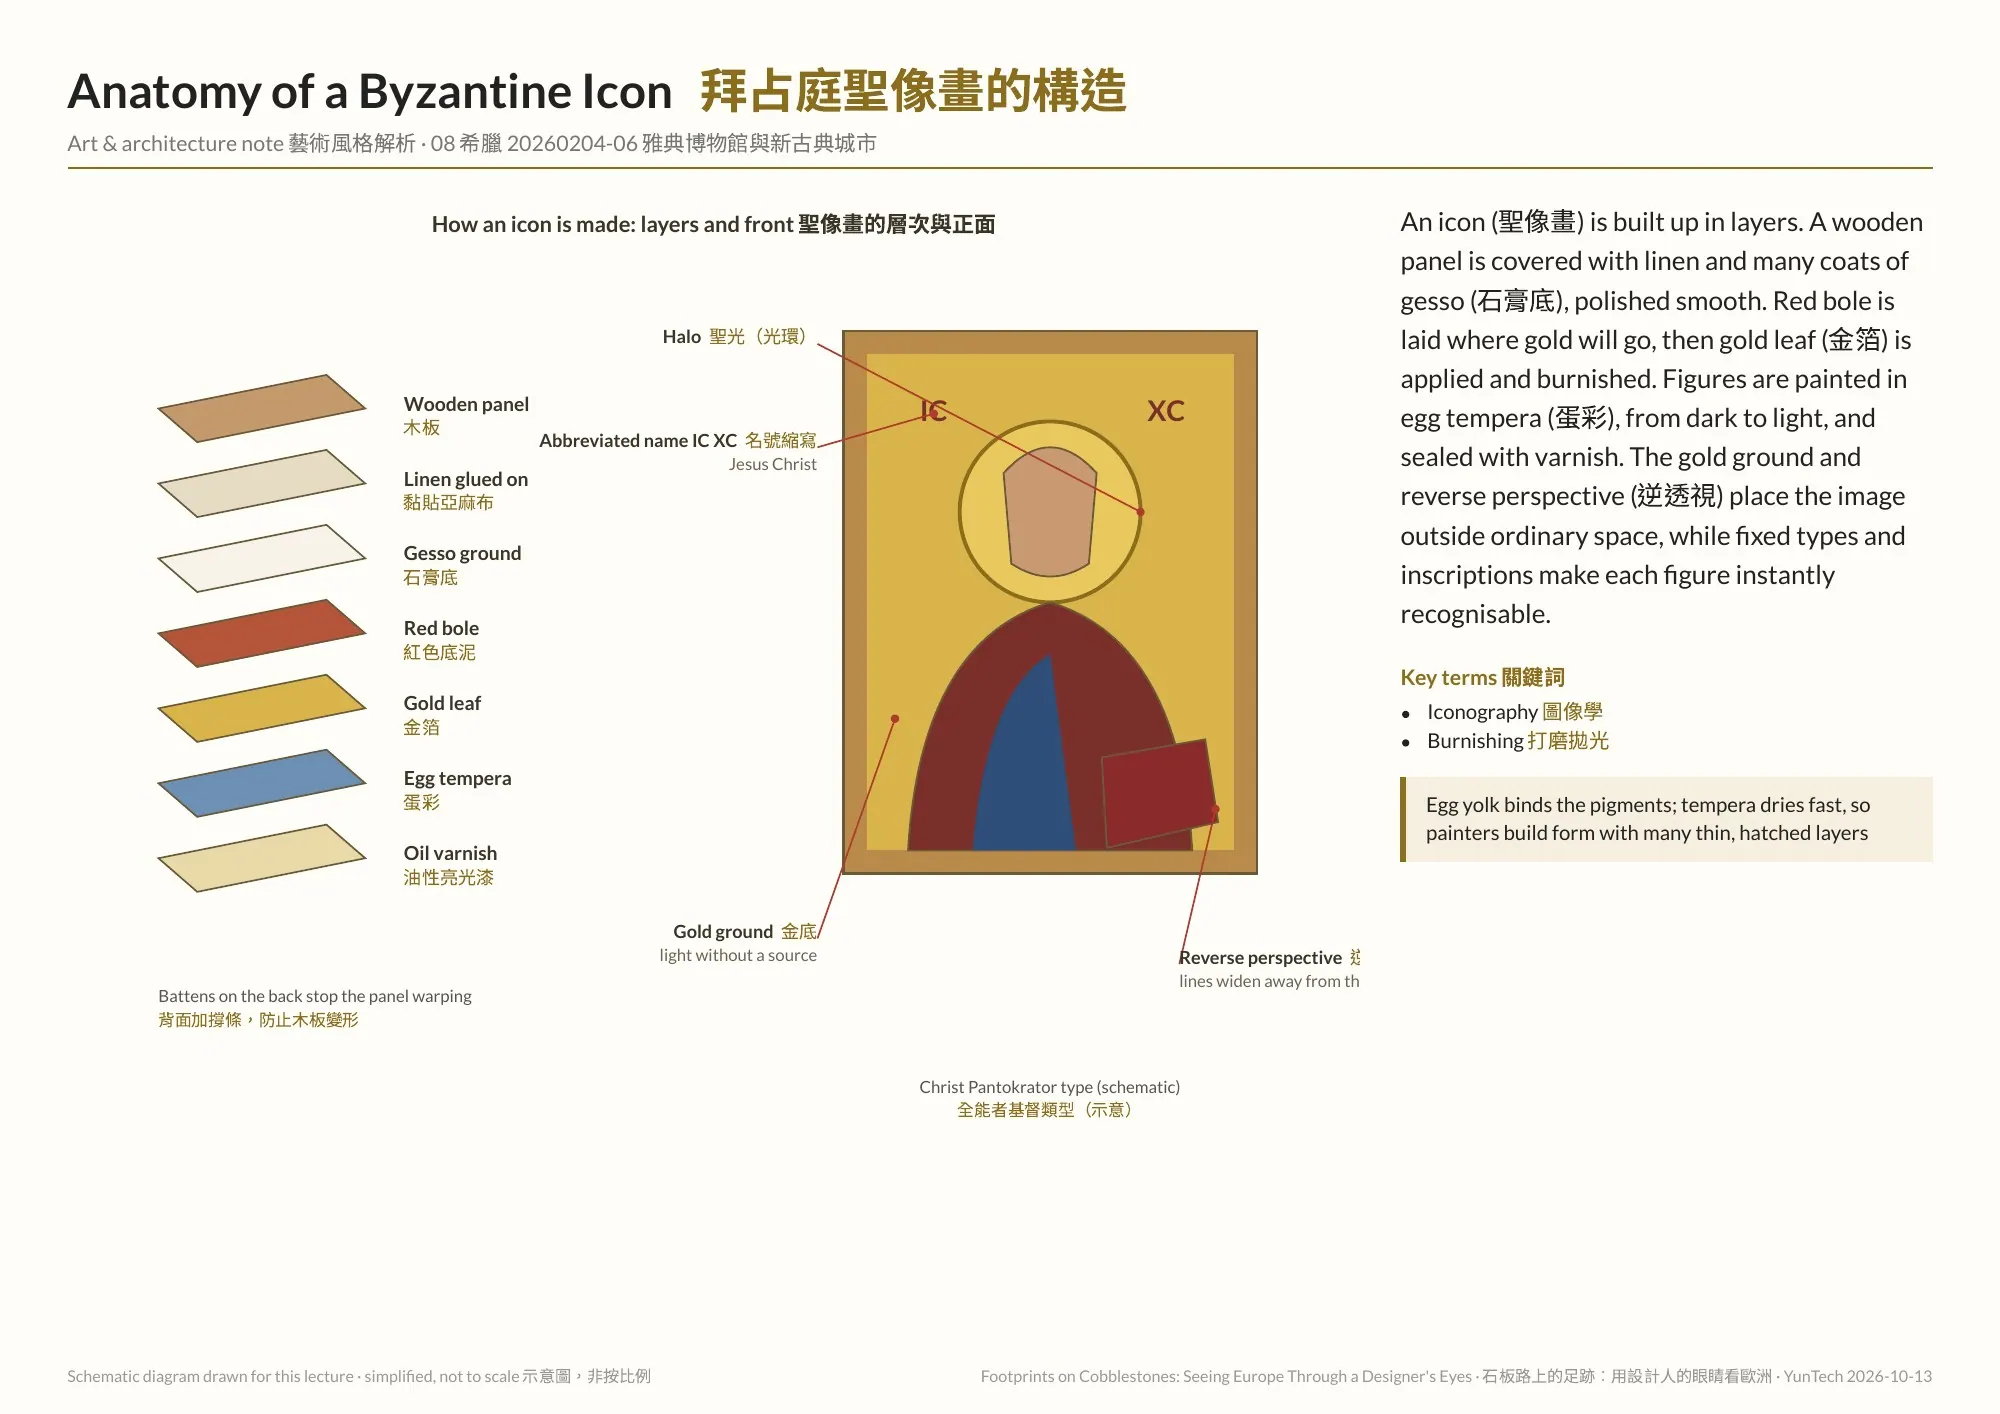 Anatomy of a Byzantine Icon 拜占庭聖像畫的構造
Art & architecture note 藝術風格解析 · 08 希臘 20260204-06 雅典博物館與新古典城市
How an icon is made: layers and front 聖像畫的層次與正面
Wooden panel
木板
Linen glued on
黏貼亞麻布
Gesso ground
石膏底
Red bole
紅色底泥
Gold leaf
金箔
Egg tempera
蛋彩
Oil varnish
油性亮光漆
Battens on the back stop the panel warping
背面加撐條，防止木板變形
Halo 聖光（光環）
Abbreviated name IC XC 名號縮寫
Jesus Christ
IC
XC
Gold ground 金底
light without a source
Reverse perspective
lines widen away from th
Christ Pantokrator type (schematic)
全能者基督類型（示意）
An icon (聖像畫) is built up in layers. A wooden
panel is covered with linen and many coats of
gesso (石膏底), polished smooth. Red bole is
laid where gold will go, then gold leaf (金箔) is
applied and burnished. Figures are painted in
egg tempera (蛋彩), from dark to light, and
sealed with varnish. The gold ground and
reverse perspective (逆透視) place the image
outside ordinary space, while fixed types and
inscriptions make each figure instantly
recognisable.
Key terms 關鍵詞
• Iconography 圖像學
• Burnishing 打磨拋光
Egg yolk binds the pigments; tempera dries fast, so
painters build form with many thin, hatched layers
Schematic diagram drawn for this lecture · simplified, not to scale 示意圖，非按比例
Footprints on Cobblestones: Seeing Europe Through a Designer's Eyes · 石板路上的足跡：用設計人的眼睛看歐洲 · YunTech 2026-10-13